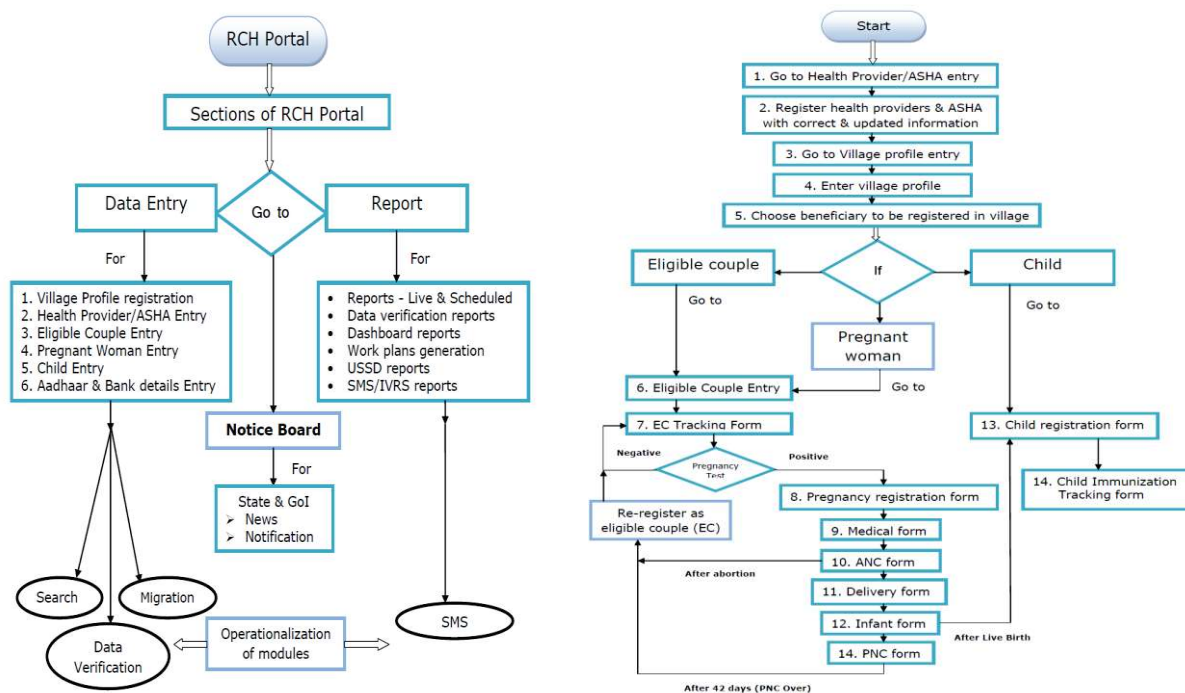 RCH Portal
Sections of RCH Portal
Data Entry
Go to
Report
For
For
1. Village Profile registration
2. Health Provider/ASHA Entry
3. Eligible Couple Entry
4. Pregnant Woman Entry
5. Child Entry
6. Aadhaar & Bank details Entry
• Reports - Live & Scheduled
• Data verification reports
• Dashboard reports
• Work plans generation
• USSD reports
• SMS/IVRS reports
Notice Board
For
State & GoI
➢ News
➢ Notification
Search
Migration
Data
Verification
Operationalization
of modules
SMS
Start
1. Go to Health Provider/ASHA entry
2. Register health providers & ASHA
with correct & updated information
3. Go to Village profile entry
4. Enter village profile
5. Choose beneficiary to be registered in village
Eligible couple
If
Child
Go to
Go to
Pregnant
woman
Go to
6. Eligible Couple Entry
7. EC Tracking Form
13. Child registration form
Negative
Pregnancy
Test
Positive
14. Child Immunization
Tracking form
8. Pregnancy registration form
Re-register as
eligible couple (EC)
9. Medical form
10. ANC form
After abortion
11. Delivery form
12. Infant form
After Live Birth
14. PNC form
After 42 days (PNC Over)